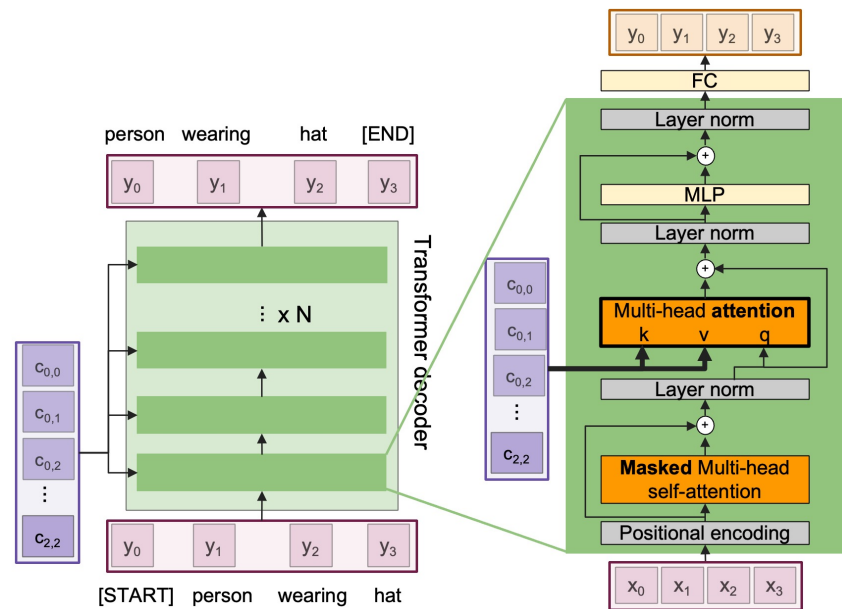 person wearing hat [END]
y0 y1 y2 y3
Transformer decoder
⋮ x N
c0,0
c0,1
c0,2
⋮
c2,2
y0 y1 y2 y3
[START] person wearing hat
y0 y1 y2 y3
FC
Layer norm
+
MLP
Layer norm
+
Multi-head attention
k v q
c0,0
c0,1
c0,2
⋮
c2,2
Layer norm
+
Masked Multi-head
self-attention
Positional encoding
x0 x1 x2 x3